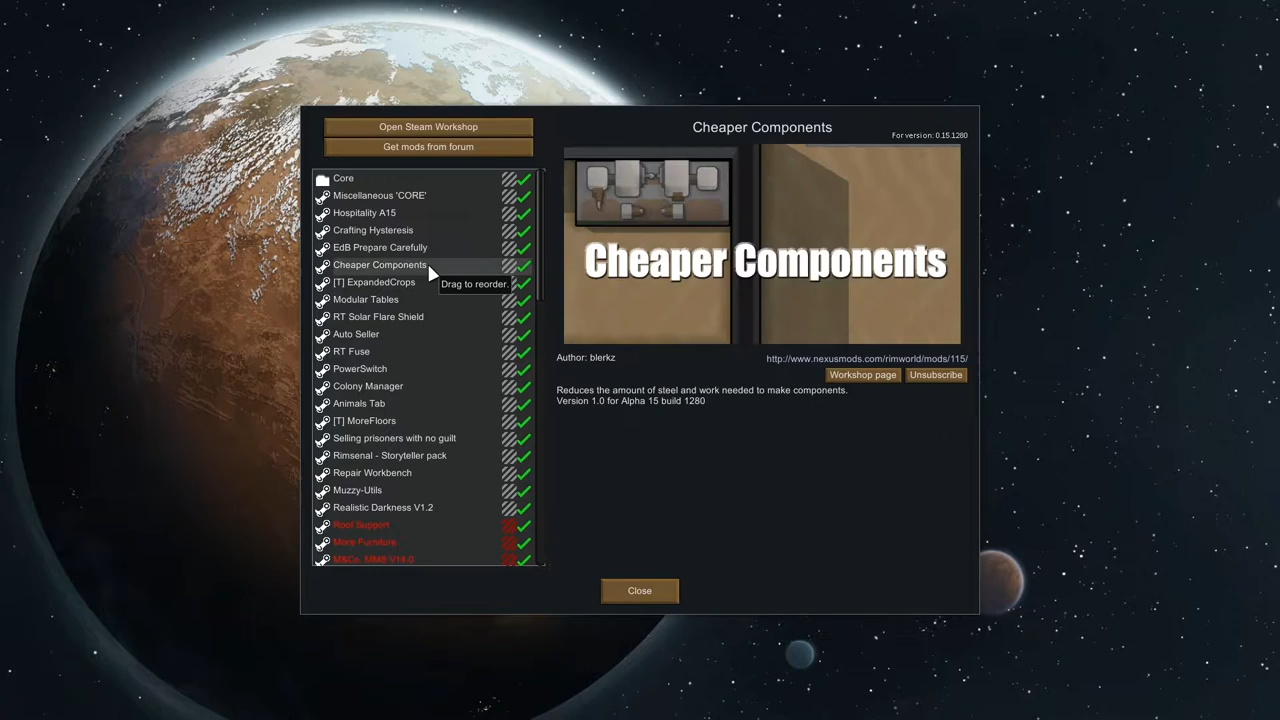 Open Steam Workshop
Get mods from forum
Core
Miscellaneous 'CORE'
Hospitality A15
Crafting Hysteresis
EdB Prepare Carefully
Cheaper Components
Drag to reorder.
[T] ExpandedCrops
Modular Tables
RT Solar Flare Shield
Auto Seller
RT Fuse
PowerSwitch
Colony Manager
Animals Tab
[T] MoreFloors
Selling prisoners with no guilt
Rimsenal - Storyteller pack
Repair Workbench
Muzzy-Utils
Realistic Darkness V1.2
Roof Support
More Furniture
M&Co. MMS V14.0
Cheaper Components
For version: 0.15.1280
Cheaper Components
Author: blerkz
http://www.nexusmods.com/rimworld/mods/115/
Workshop page
Unsubscribe
Reduces the amount of steel and work needed to make components.
Version 1.0 for Alpha 15 build 1280
Close